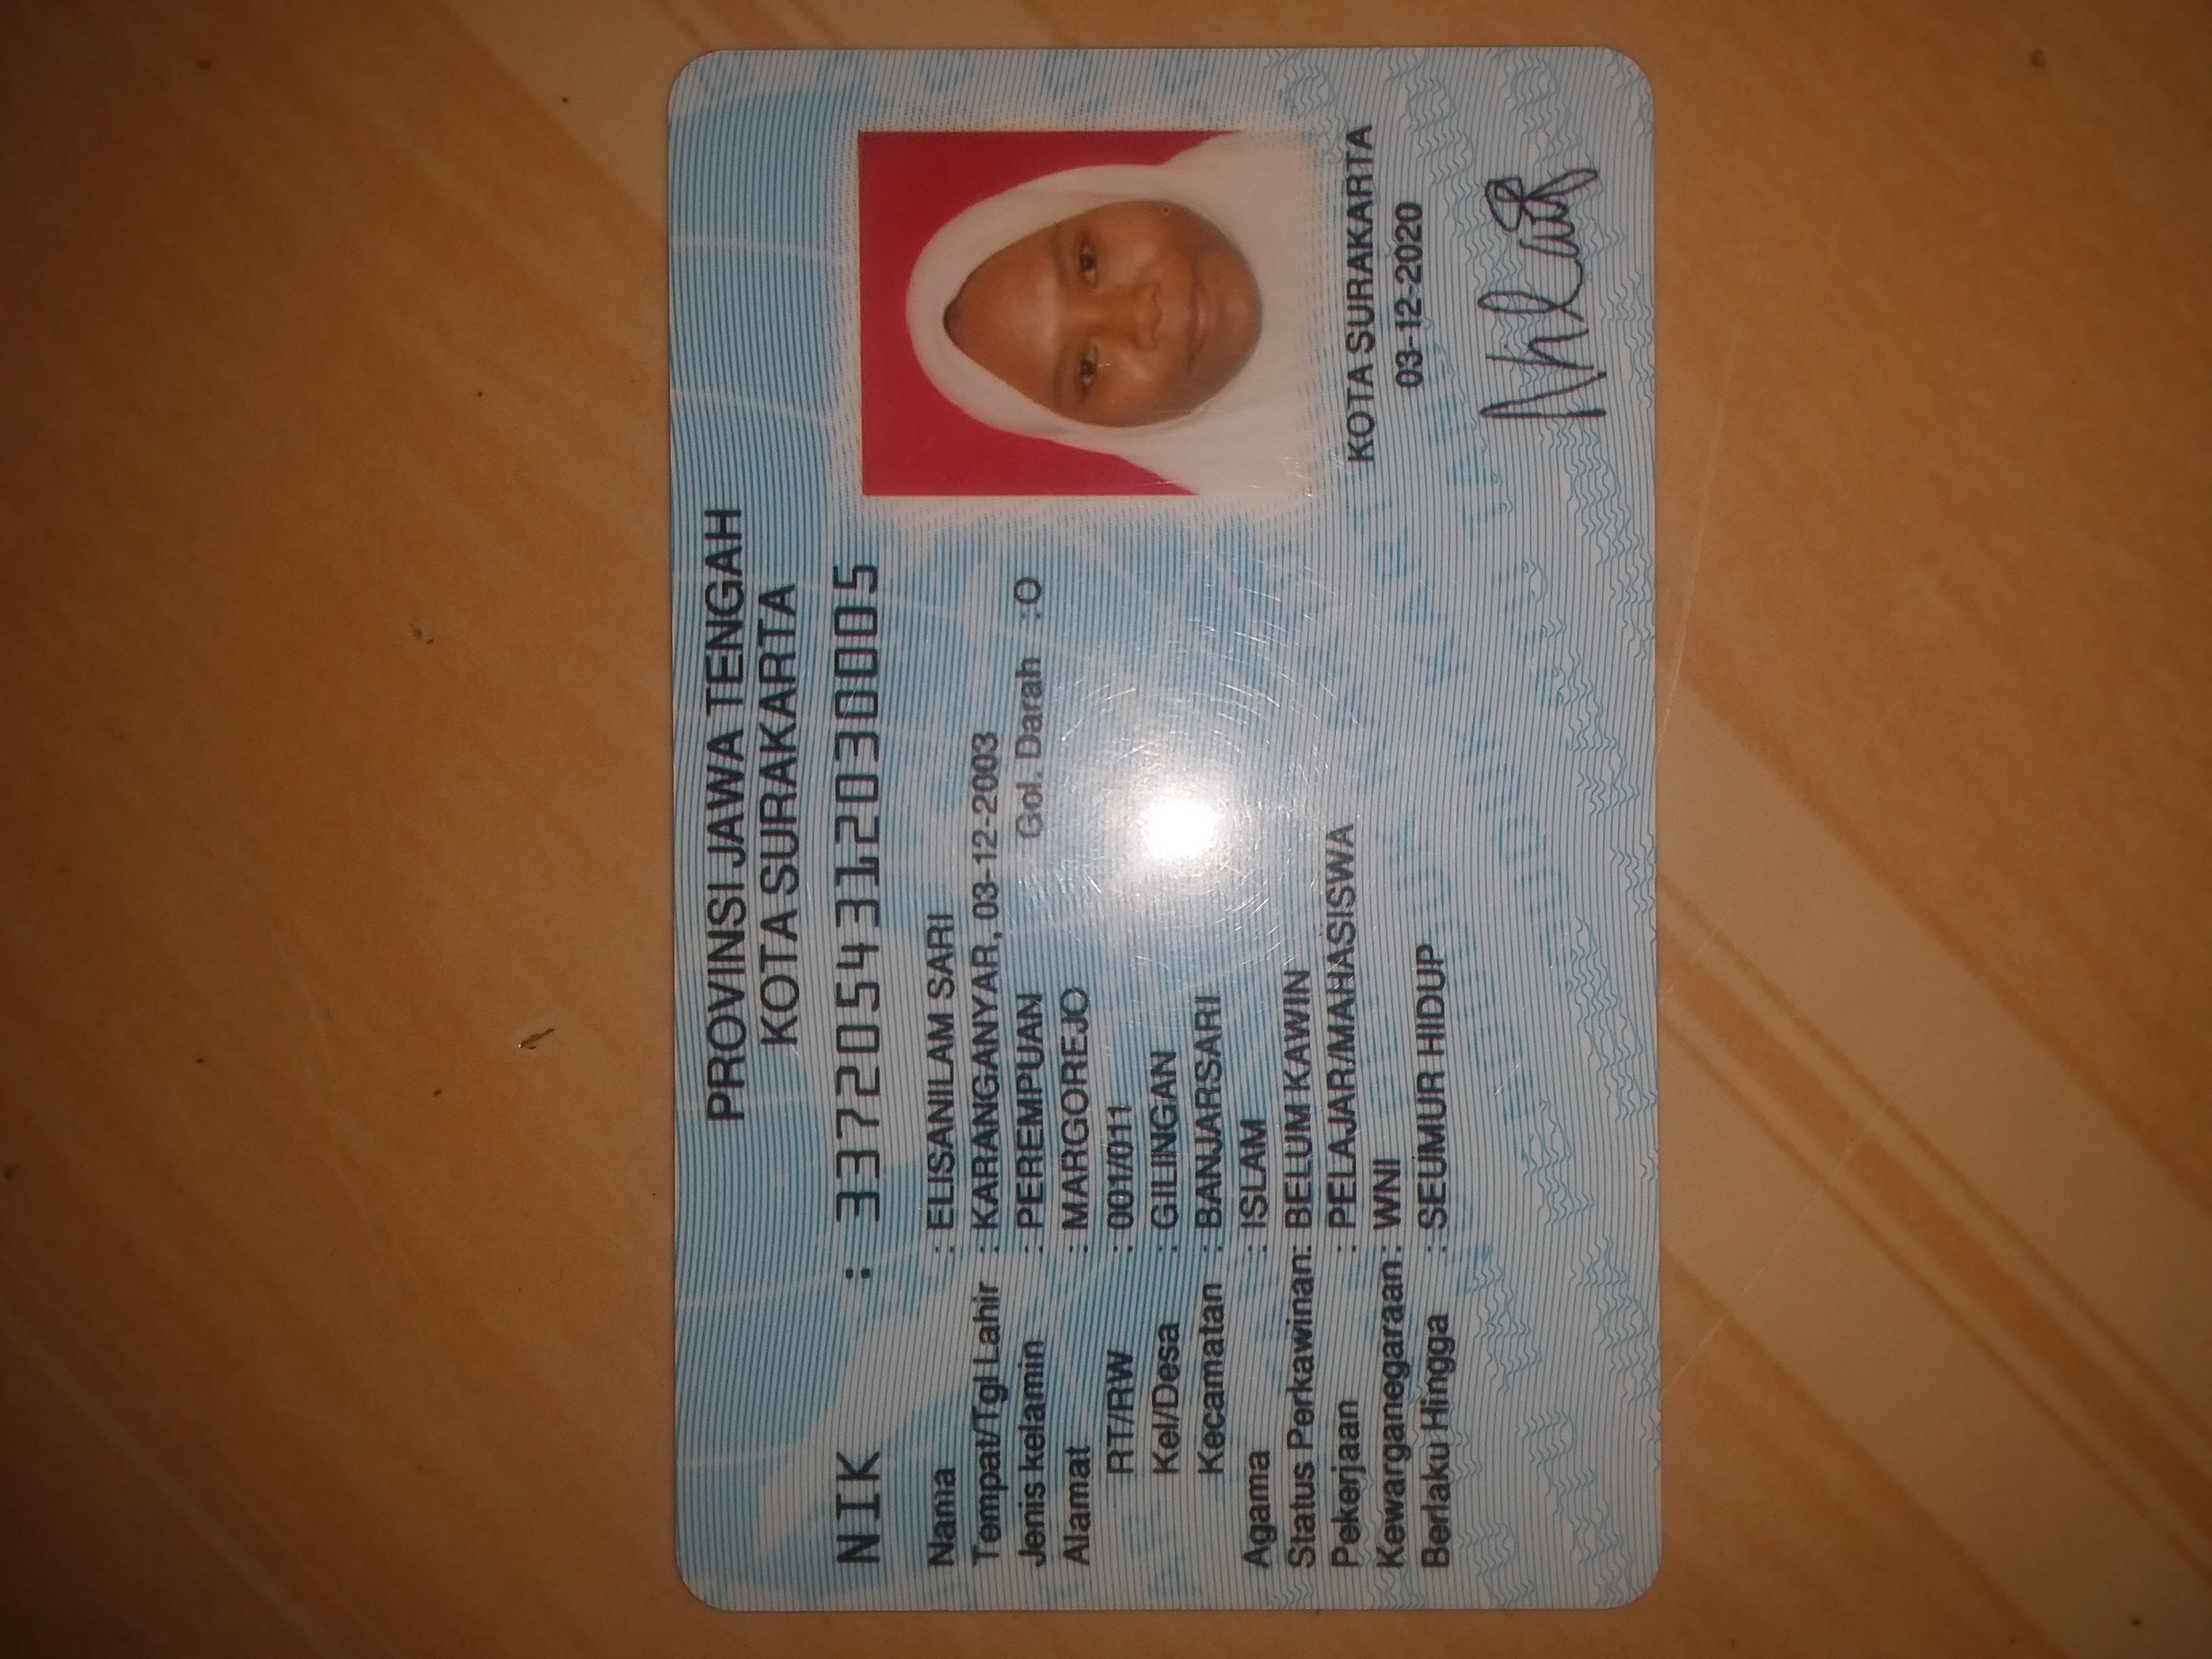 PROVINSI JAWA TENGAH
KOTA SURAKARTA
NIK : 3372054312030005
Nama : ELISANILAM SARI
Tempat/Tgl Lahir : KARANGANYAR, 03-12-2003
Jenis kelamin : PEREMPUAN Gol. Darah : O
Alamat : MARGOREJO
RT/RW : 001/011
Kel/Desa : GILINGAN
Kecamatan : BANJARSARI
Agama : ISLAM
Status Perkawinan: BELUM KAWIN
Pekerjaan : PELAJAR/MAHASISWA
Kewarganegaraan: WNI
Berlaku Hingga : SEUMUR HIDUP
KOTA SURAKARTA
03-12-2020